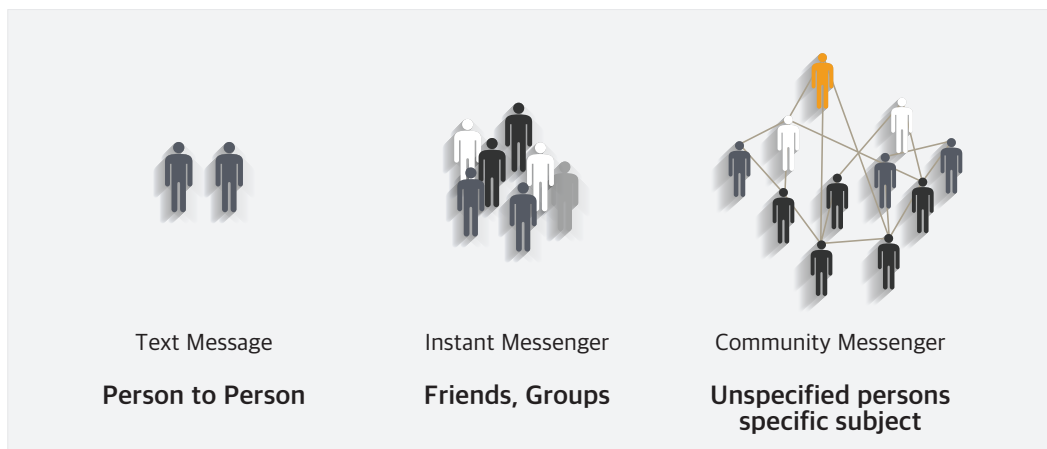 Text Message
Person to Person
Instant Messenger
Friends, Groups
Community Messenger
Unspecified persons
specific subject